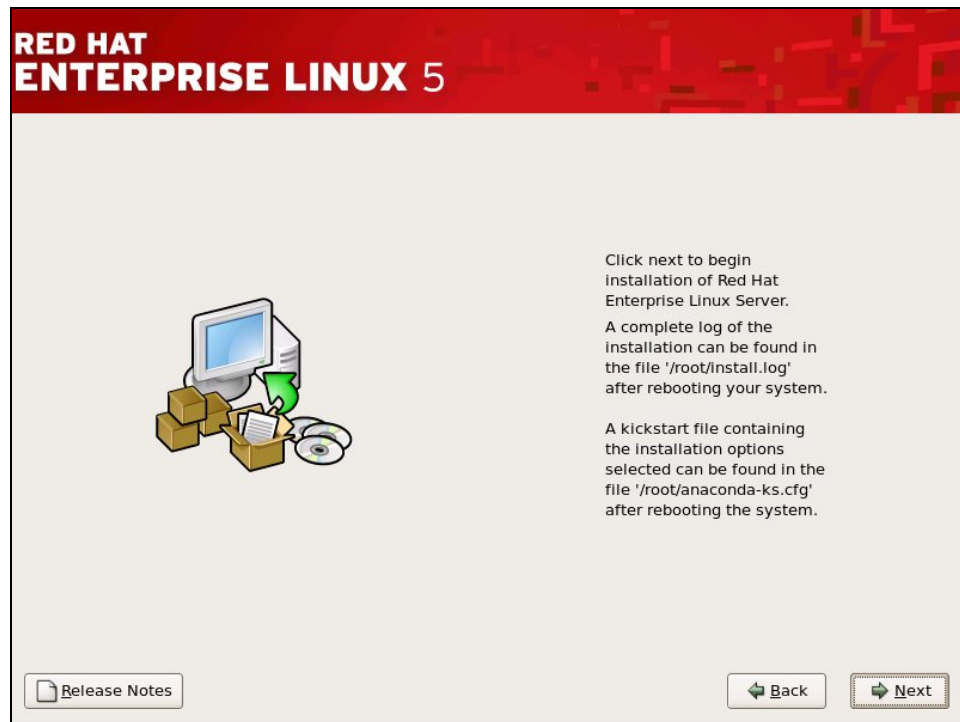 RED HAT
ENTERPRISE LINUX 5
Click next to begin
installation of Red Hat
Enterprise Linux Server.
A complete log of the
installation can be found in
the file '/root/install.log'
after rebooting your system.
A kickstart file containing
the installation options
selected can be found in the
file '/root/anaconda-ks.cfg'
after rebooting the system.
Release Notes
Back
Next